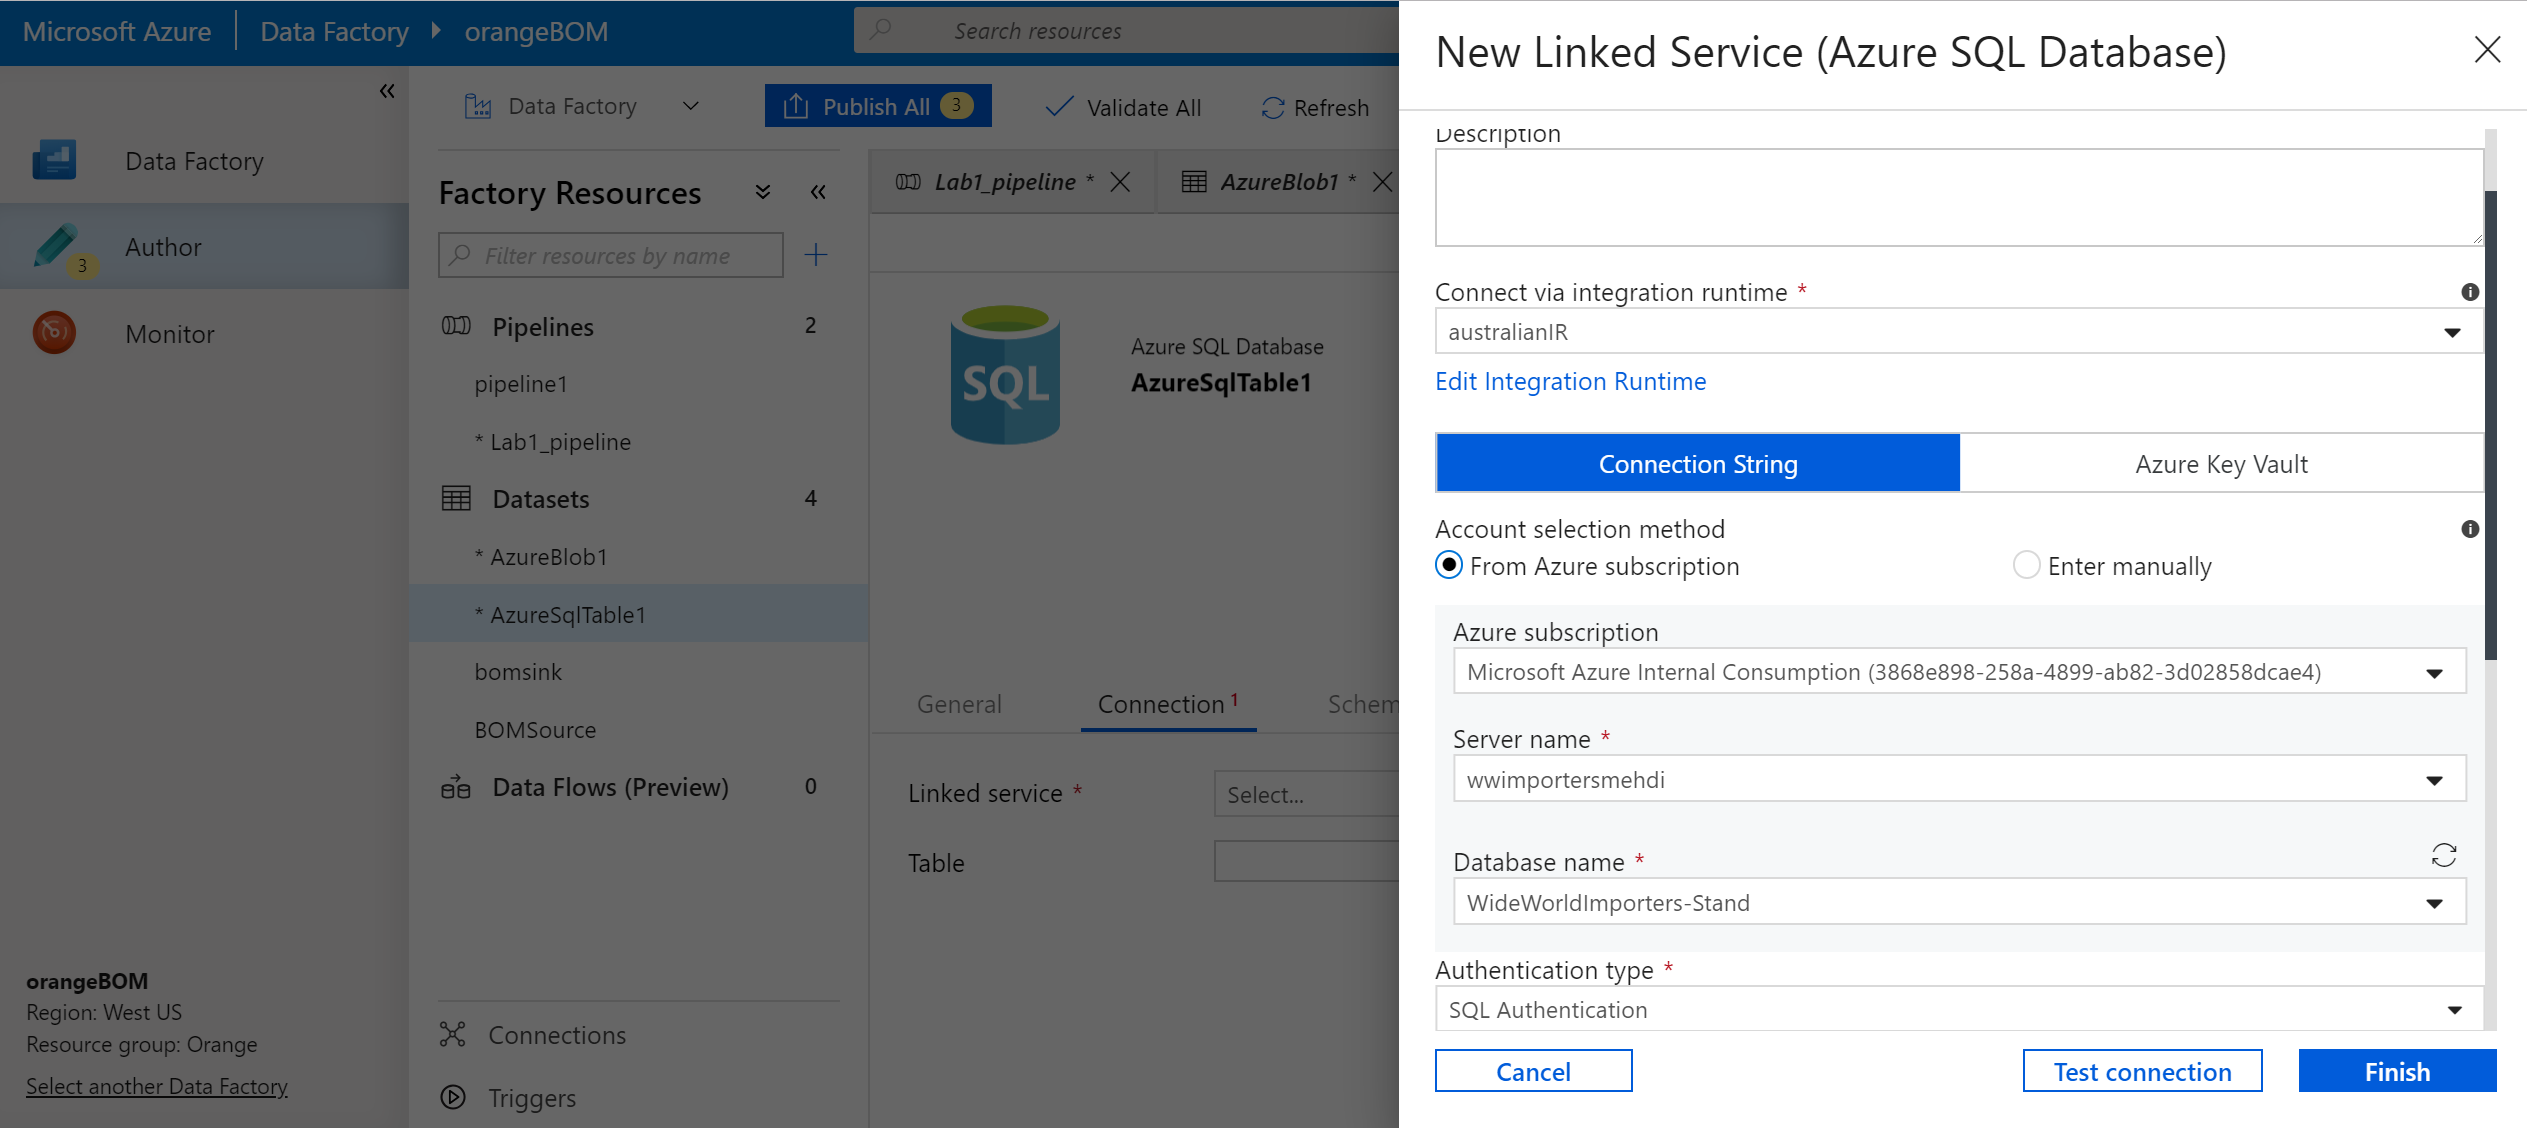 Microsoft Azure
Data Factory
orangeBOM
Search resources
Data Factory
Author
3
Monitor
orangeBOM
Region: West US
Resource group: Orange
Select another Data Factory
Data Factory
Publish All 3
Validate All
Refresh
Factory Resources
Filter resources by name
Pipelines 2
pipeline1
* Lab1_pipeline
Datasets 4
* AzureBlob1
* AzureSqlTable1
bomsink
BOMSource
Data Flows (Preview) 0
Connections
Triggers
Lab1_pipeline *
AzureBlob1 *
SQL
Azure SQL Database
AzureSqlTable1
General
Connection 1
Schem
Linked service *
Select...
Table
New Linked Service (Azure SQL Database)
Description
Connect via integration runtime *
australianIR
Edit Integration Runtime
Connection String
Azure Key Vault
Account selection method
From Azure subscription
Enter manually
Azure subscription
Microsoft Azure Internal Consumption (3868e898-258a-4899-ab82-3d02858dcae4)
Server name *
wwimportersmehdi
Database name *
WideWorldImporters-Stand
Authentication type *
SQL Authentication
Cancel
Test connection
Finish